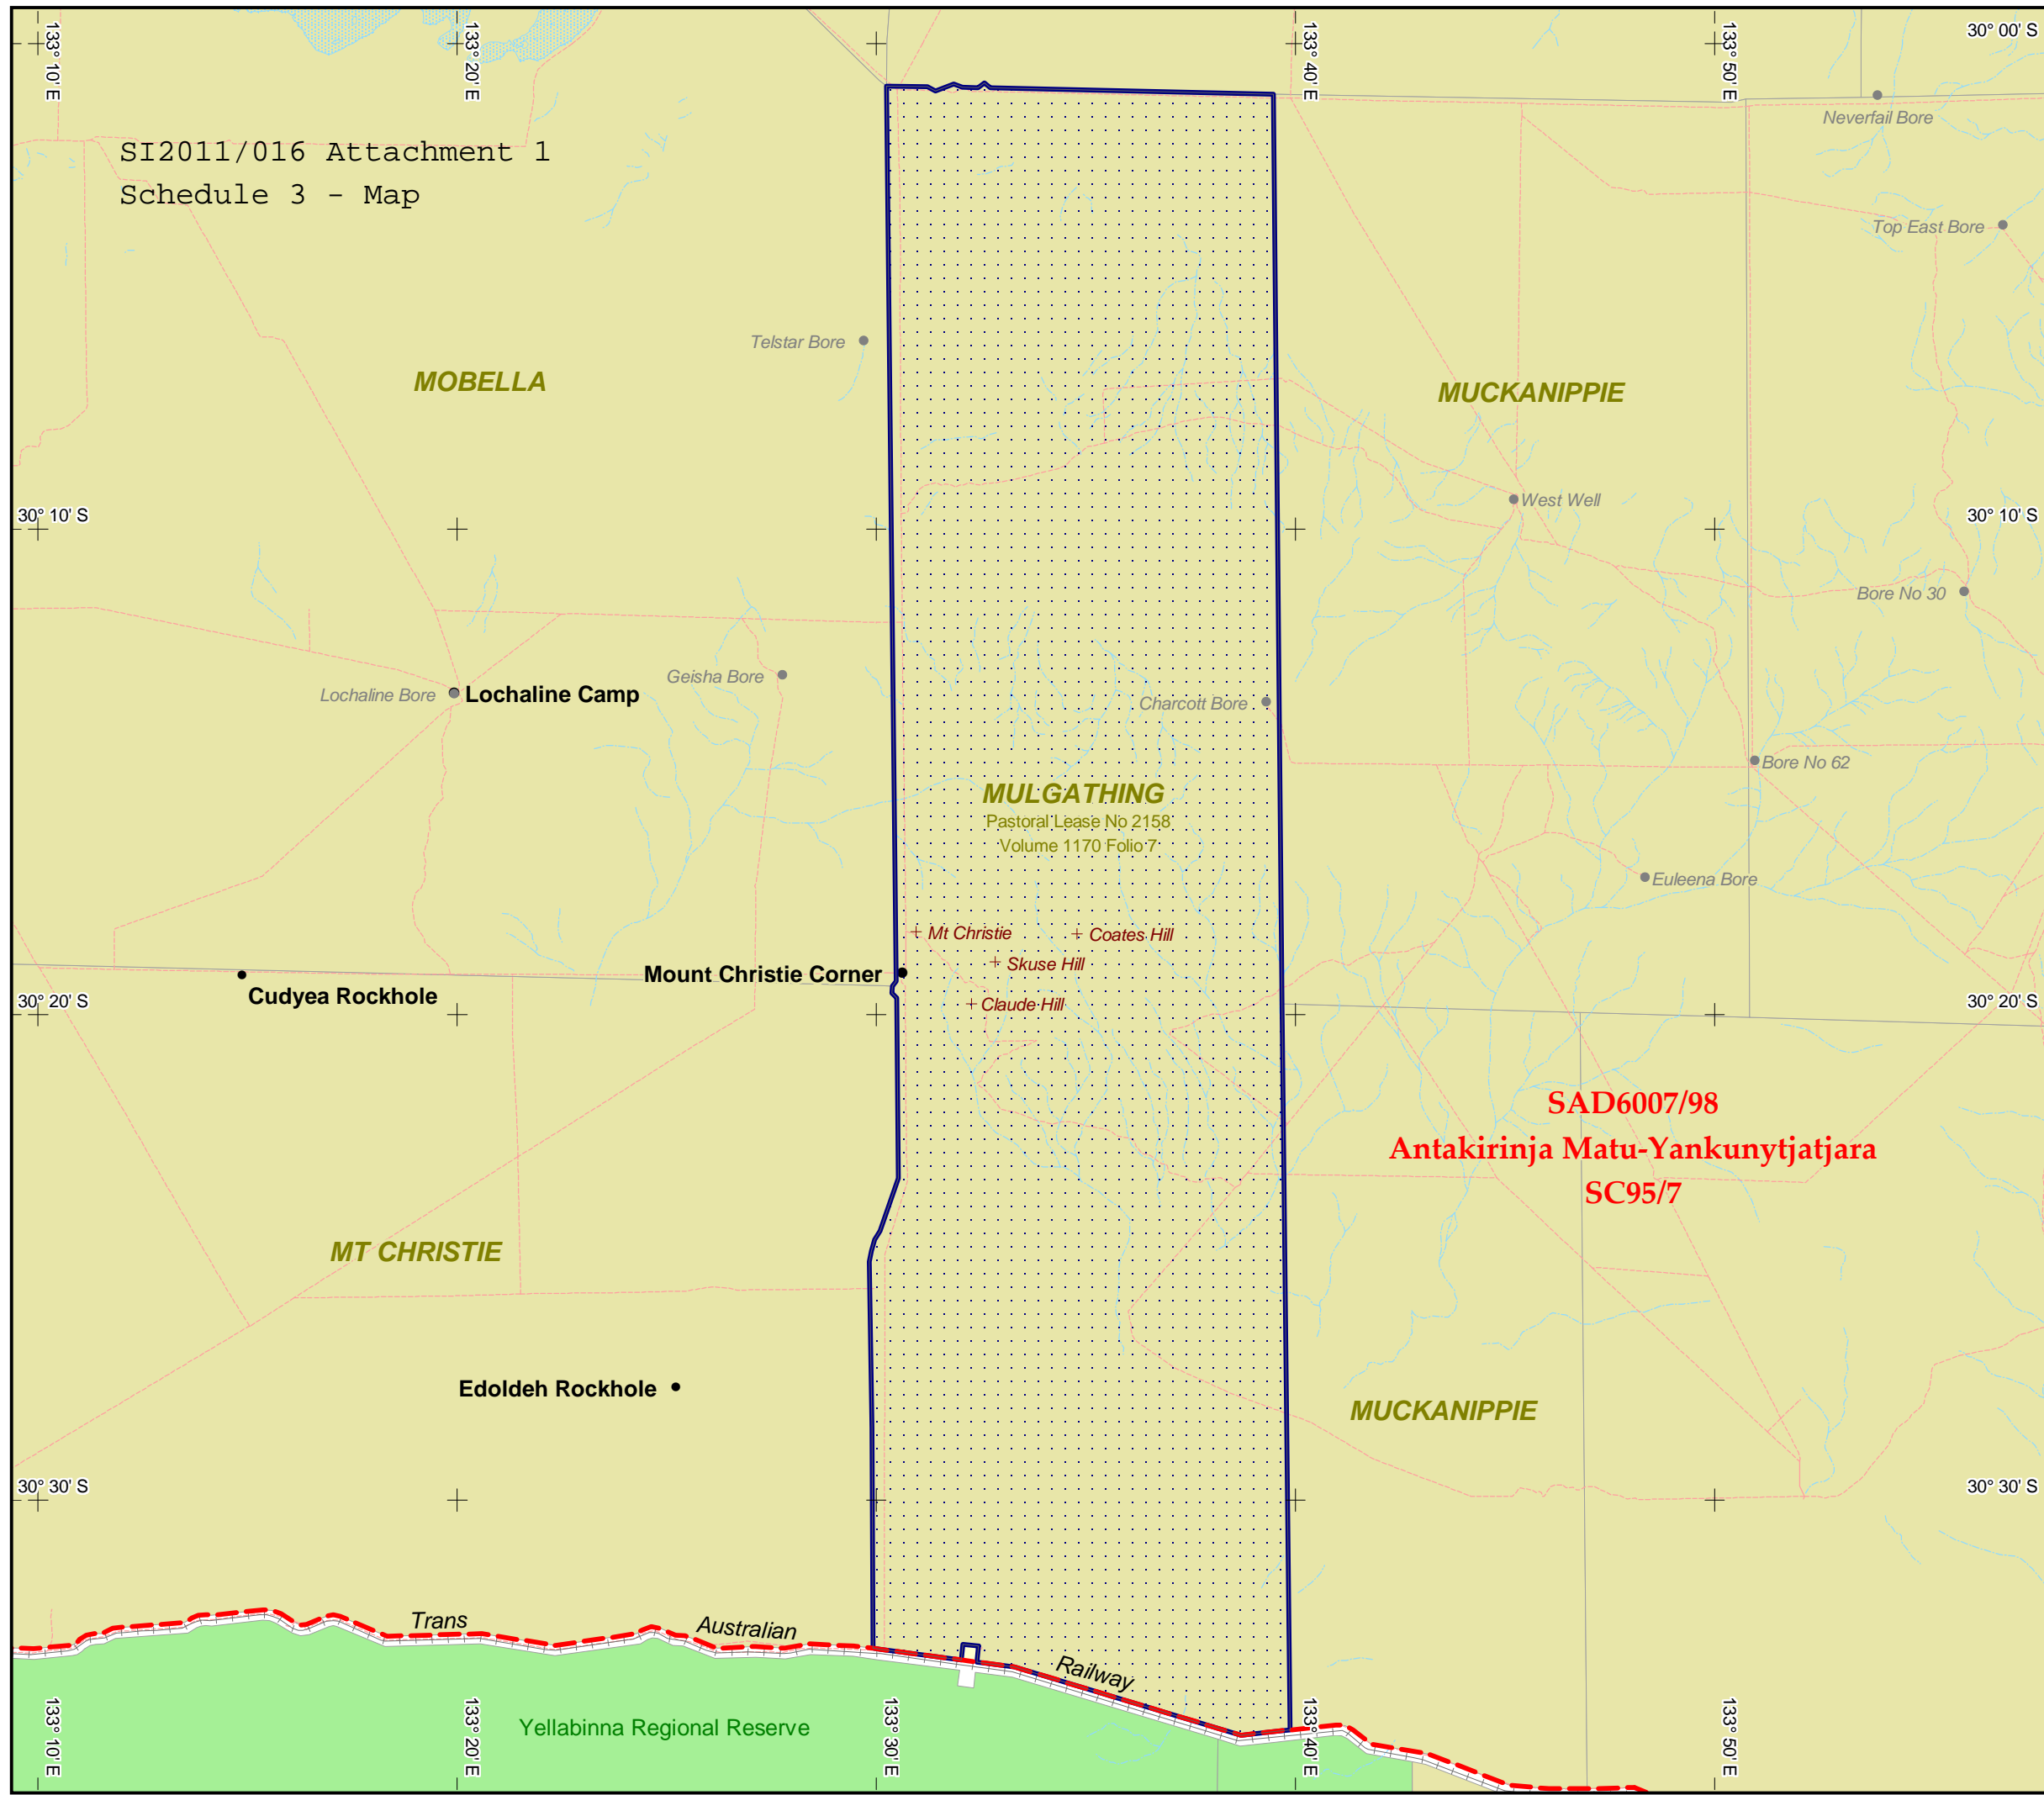 133° 10' E
133° 20' E
133° 40' E
133° 50' E
30° 00' S
Neverfail Bore
SI2011/016 Attachment 1
Schedule 3 - Map
Top East Bore
Telstar Bore
MOBELLA
MUCKANIPPIE
West Well
30° 10' S
30° 10' S
Bore No 30
Lochaline Bore
Lochaline Camp
Geisha Bore
Charcott Bore
Bore No 62
MULGATHING
Pastoral Lease No 2158
Volume 1170 Folio 7
Euleena Bore
Mt Christie
Coates Hill
Skuse Hill
Mount Christie Corner
Cudyea Rockhole
Claude Hill
30° 20' S
30° 20' S
SAD6007/98
Antakirinja Matu-Yankunytjatjara
SC95/7
MT CHRISTIE
Edoldeh Rockhole
MUCKANIPPIE
30° 30' S
30° 30' S
Trans
Australian
Railway
Yellabinna Regional Reserve
133° 10' E
133° 20' E
133° 30' E
133° 40' E
133° 50' E